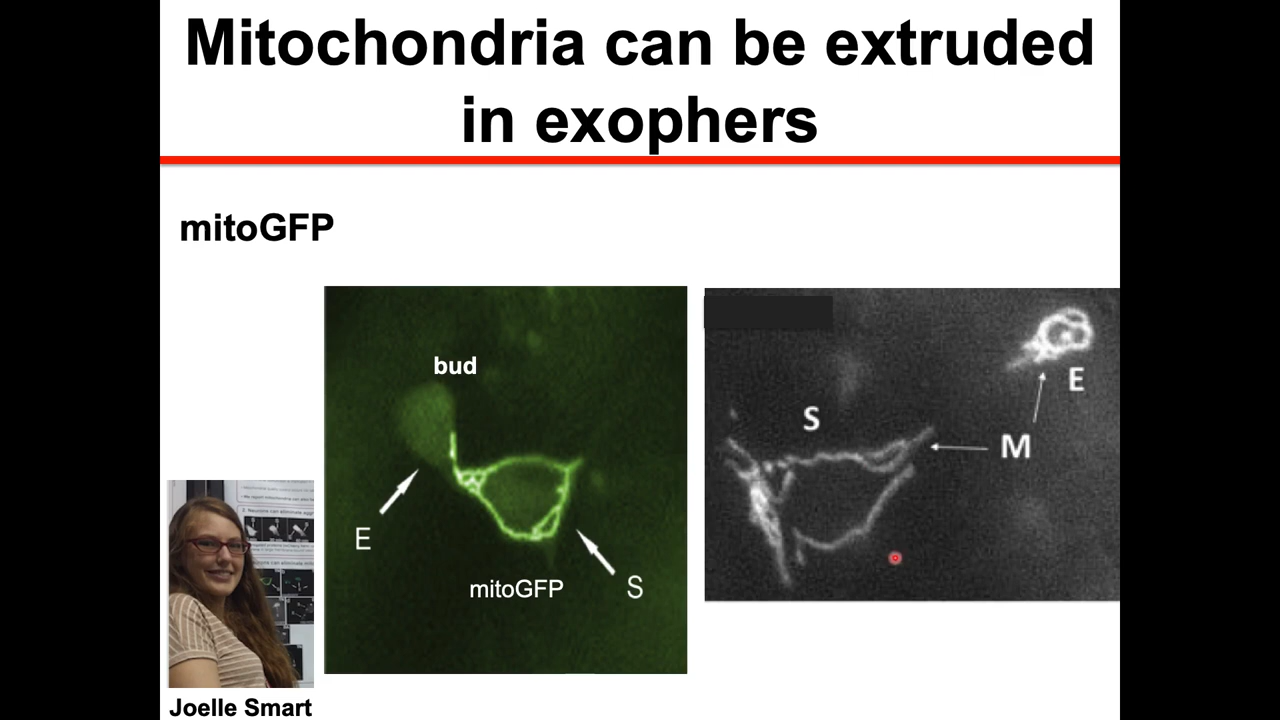 Mitochondria can be extruded
in exophers
mitoGFP
bud
E
mitoGFP
S
S
E
M
Joelle Smart